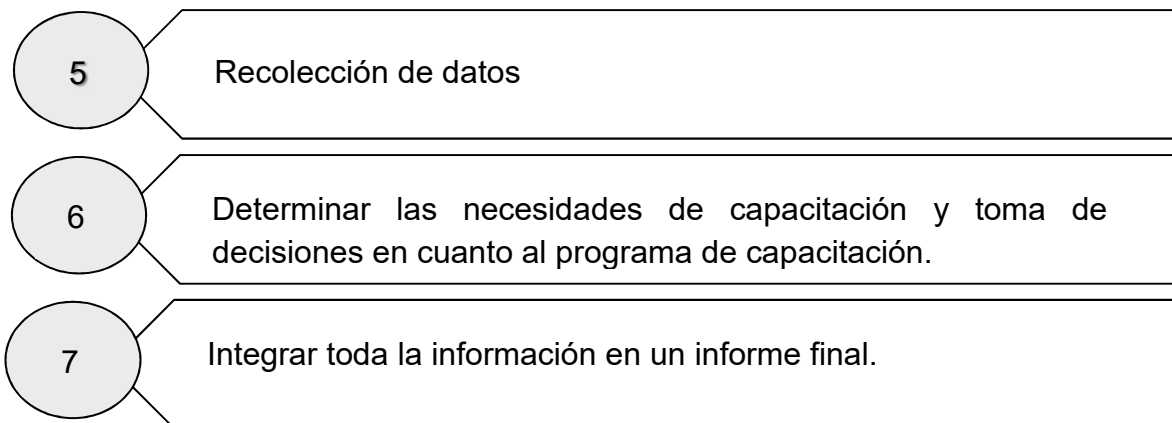 5
Recolección de datos
6
Determinar las necesidades de capacitación y toma de
decisiones en cuanto al programa de capacitación.
7
Integrar toda la información en un informe final.